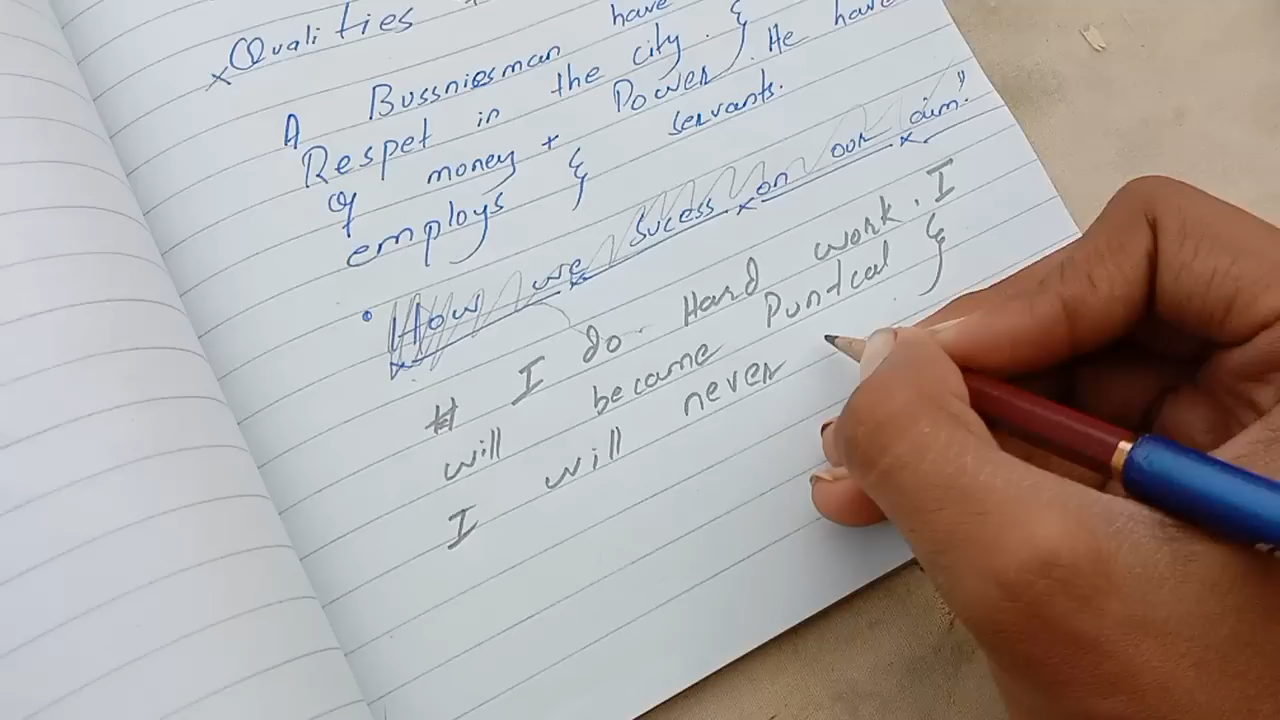 Qualities
A Bussniesman have
Respet in the city.
of money + Power. He have
employs servants.
How we Sucess on our aim"
# I do Hard work. I
will became Puntcal
I will never